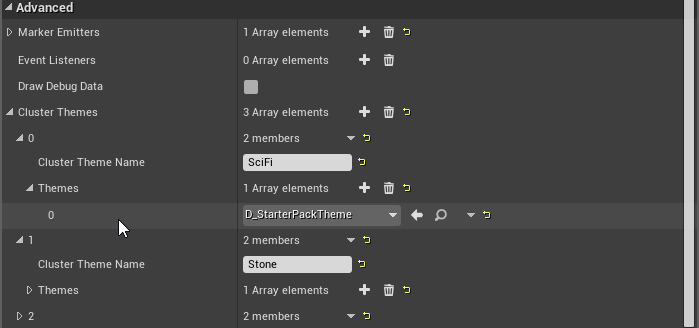 Advanced
Marker Emitters 1 Array elements
Event Listeners 0 Array elements
Draw Debug Data
Cluster Themes 3 Array elements
0 2 members
Cluster Theme Name SciFi
Themes 1 Array elements
0 D_StarterPackTheme
1 2 members
Cluster Theme Name Stone
Themes 1 Array elements
2 2 members